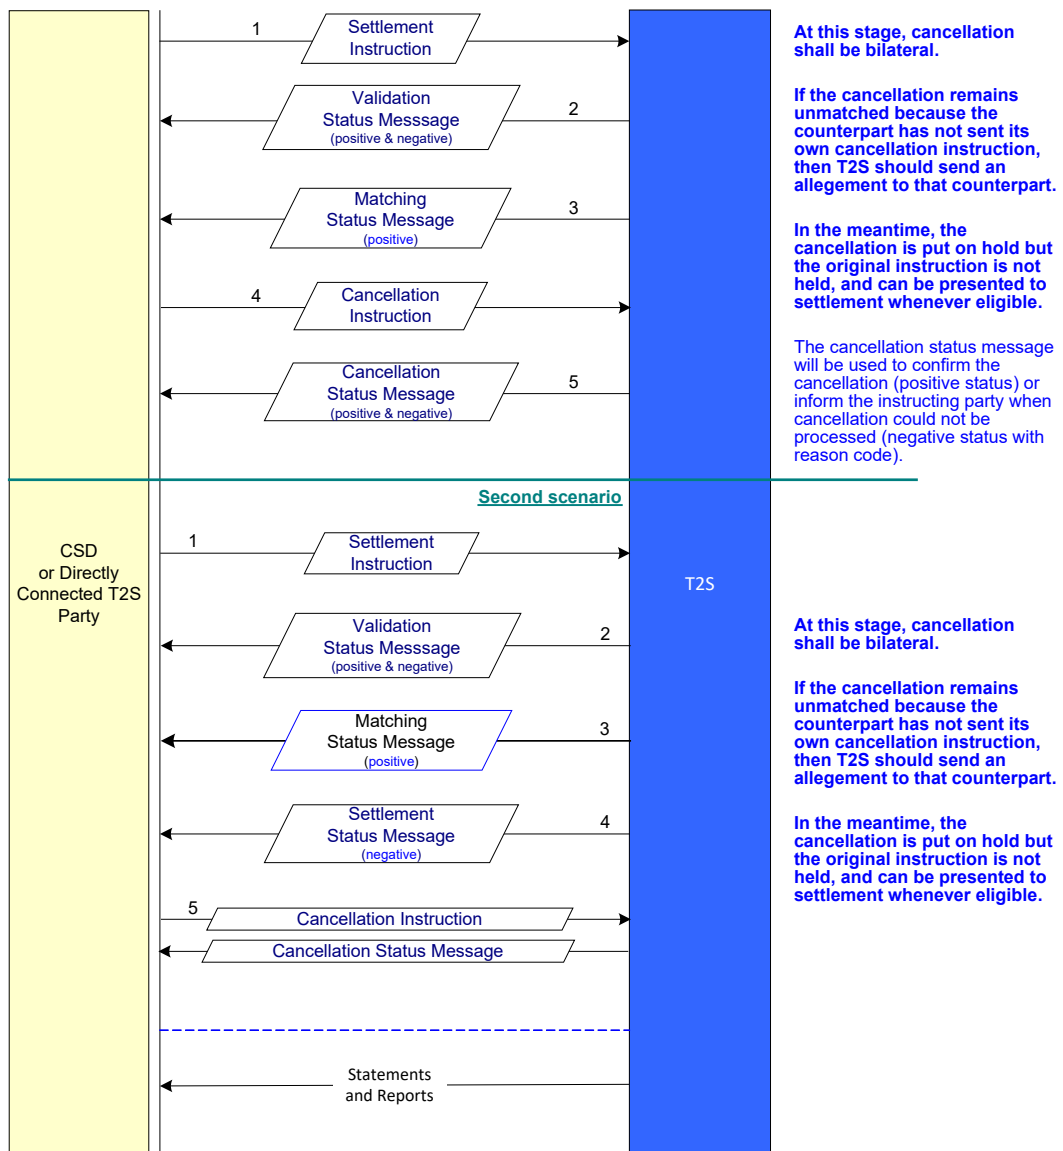 1
Settlement
Instruction
At this stage, cancellation
shall be bilateral.
Validation
Status Messsage
(positive & negative)
2
If the cancellation remains
unmatched because the
counterpart has not sent its
own cancellation instruction,
then T2S should send an
allegement to that counterpart.
Matching
Status Message
(positive)
3
In the meantime, the
cancellation is put on hold but
the original instruction is not
held, and can be presented to
settlement whenever eligible.
4
Cancellation
Instruction
Cancellation
Status Message
(positive & negative)
5
The cancellation status message
will be used to confirm the
cancellation (positive status) or
inform the instructing party when
cancellation could not be
processed (negative status with
reason code).
Second scenario
CSD
or Directly
Connected T2S
Party
1
Settlement
Instruction
T2S
Validation
Status Messsage
(positive & negative)
2
At this stage, cancellation
shall be bilateral.
Matching
Status Message
(positive)
3
If the cancellation remains
unmatched because the
counterpart has not sent its
own cancellation instruction,
then T2S should send an
allegement to that counterpart.
Settlement
Status Message
(negative)
4
In the meantime, the
cancellation is put on hold but
the original instruction is not
held, and can be presented to
settlement whenever eligible.
5
Cancellation Instruction
Cancellation Status Message
Statements
and Reports